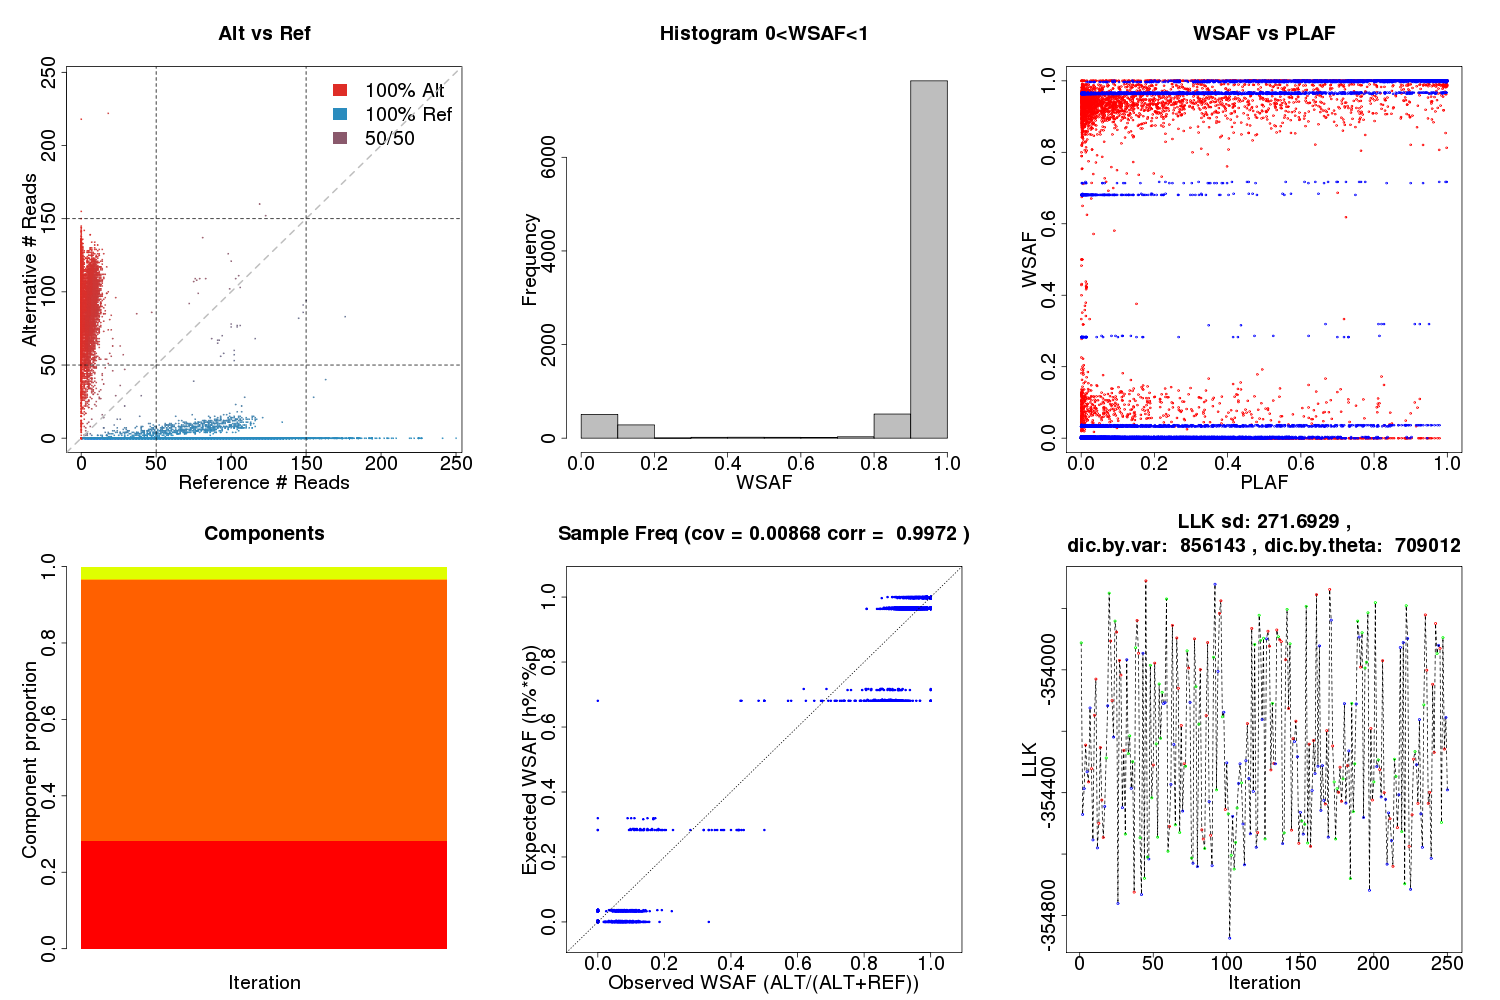 Alt vs Ref
250
200
150
100
50
0
Alternative # Reads
100% Alt
100% Ref
50/50
0 50 100 150 200 250
Reference # Reads
Histogram 0<WSAF<1
6000
4000
2000
0
Frequency
0.0 0.2 0.4 0.6 0.8 1.0
WSAF
WSAF vs PLAF
1.0
0.8
0.6
0.4
0.2
0.0
WSAF
0.0 0.2 0.4 0.6 0.8 1.0
PLAF
Components
1.0
0.8
0.6
0.4
0.2
0.0
Component proportion
Iteration
Sample Freq (cov = 0.00868 corr = 0.9972 )
1.0
0.8
0.6
0.4
0.2
0.0
Expected WSAF (h%*%p)
0.0 0.2 0.4 0.6 0.8 1.0
Observed WSAF (ALT/(ALT+REF))
LLK sd: 271.6929 ,
dic.by.var: 856143 , dic.by.theta: 709012
-354000
-354400
-354800
LLK
0 50 100 150 200 250
Iteration